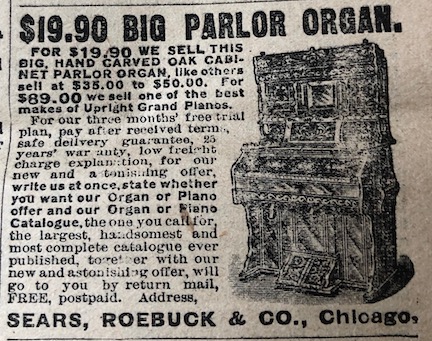 $19.90 BIG PARLOR ORGAN.
FOR $19.90 WE SELL THIS
BIG, HAND CARVED OAK CABI-
NET PARLOR ORGAN, like others
sell at $35.00 to $50.00. For
$89.00 we sell one of the best
makes of Upright Grand Pianos.
For our three months' free trial
plan, pay after received terms,
safe delivery guarantee, 25
years' warranty, low freight
charge explanation, for our
new and astonishing offer,
write us at once, state whether
you want our Organ or Piano
offer and our Organ or Piano
Catalogue, the one you call for,
the largest, handsomest and
most complete catalogue ever
published, together with our
new and astonishing offer, will
go to you by return mail,
FREE, postpaid. Address,
SEARS, ROEBUCK & CO., Chicago,